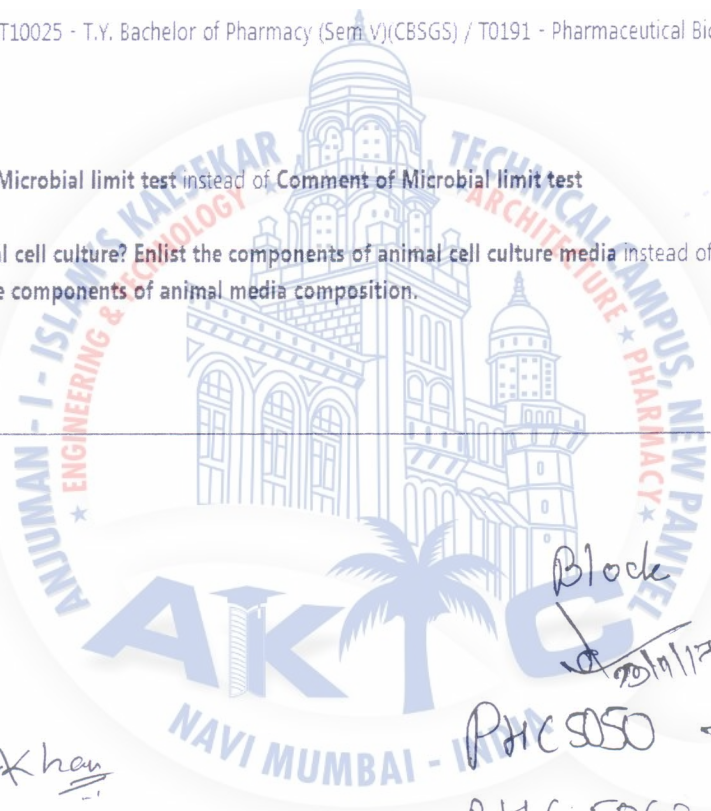 T10025 - T.Y. Bachelor of Pharmacy (Sem V)(CBSGS) / T0191 - Pharmaceutical
Microbial limit test instead of Comment of Microbial limit test
cell culture? Enlist the components of animal cell culture media instead of
components of animal media composition.
ANJUMAN - I - ISLAM'S KALSEKAR TECHNICAL CAMPUS, NEW PANVEL
ENGINEERING & TECHNOLOGY ARCHITECTURE ★ PHARMACY ★
AKTC
Block
PHC 5050
Khan
NAVI MUMBAI - INDIA